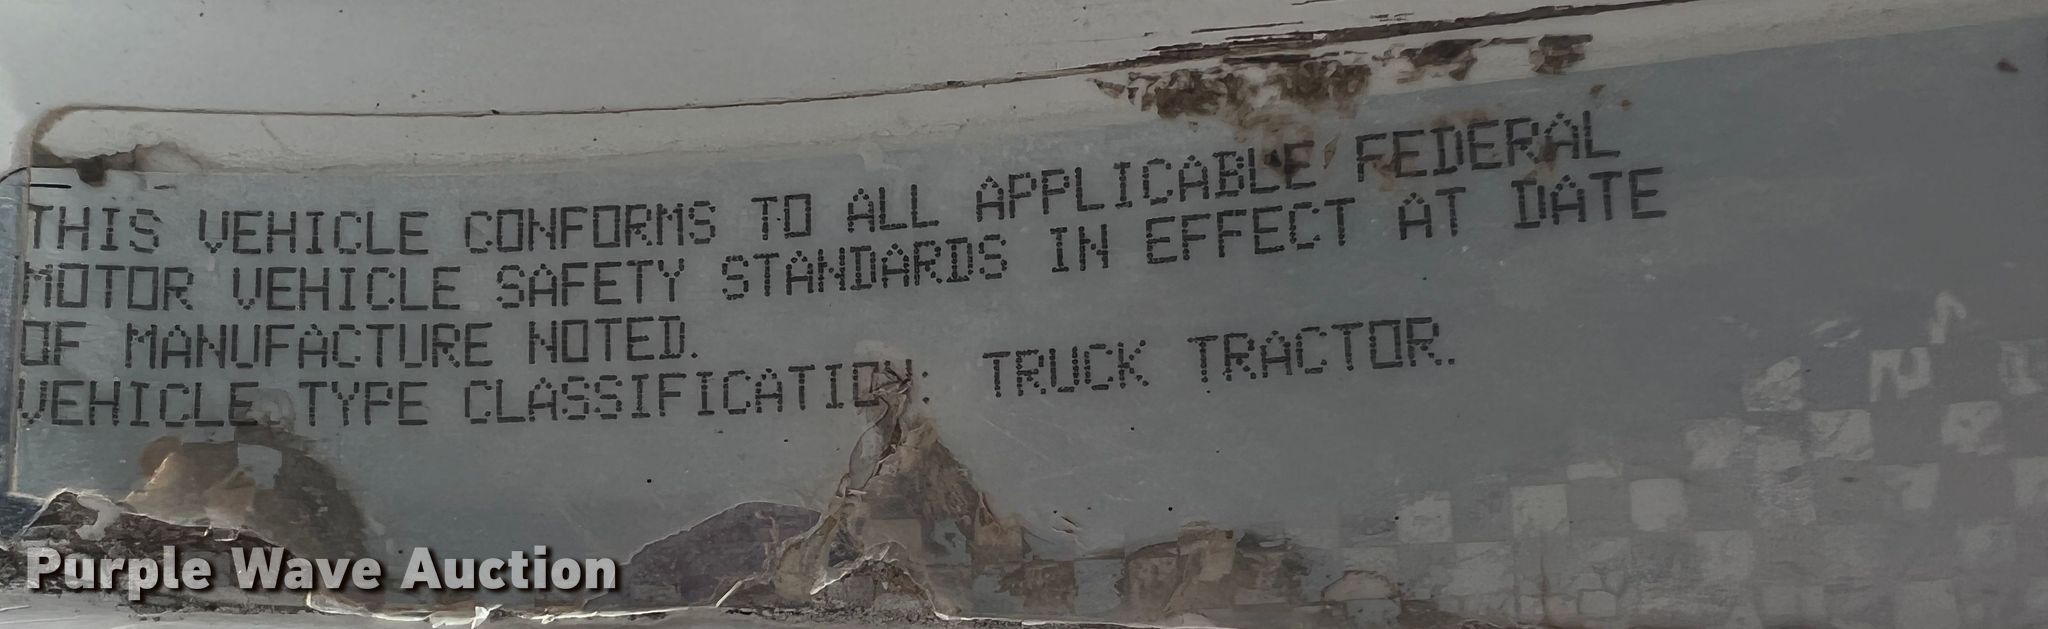 THIS VEHICLE CONFORMS TO ALL APPLICABLE FEDERAL
MOTOR VEHICLE SAFETY STANDARDS IN EFFECT AT DATE
OF MANUFACTURE NOTED.
VEHICLE TYPE CLASSIFICATION: TRUCK TRACTOR.
Purple Wave Auction